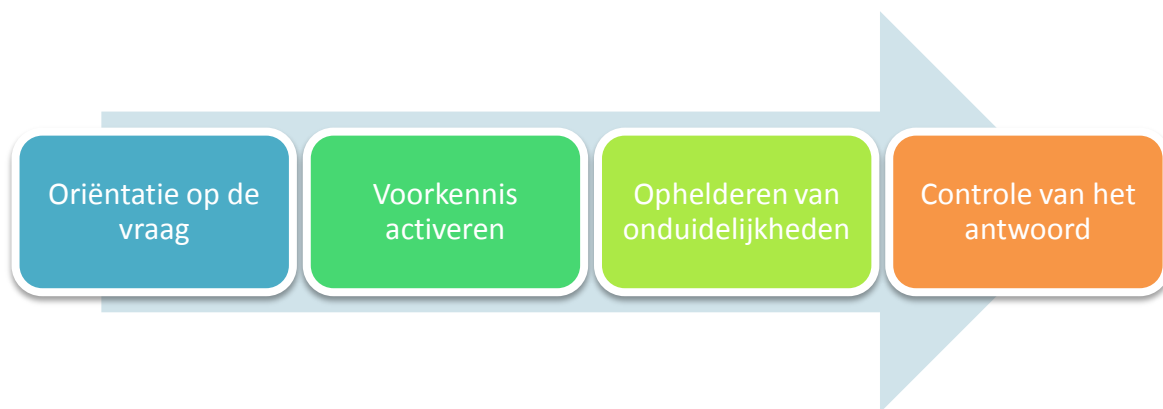 Oriëntatie op de
vraag
Voorkennis
activeren
Ophelderen van
onduidelijkheden
Controle van het
antwoord